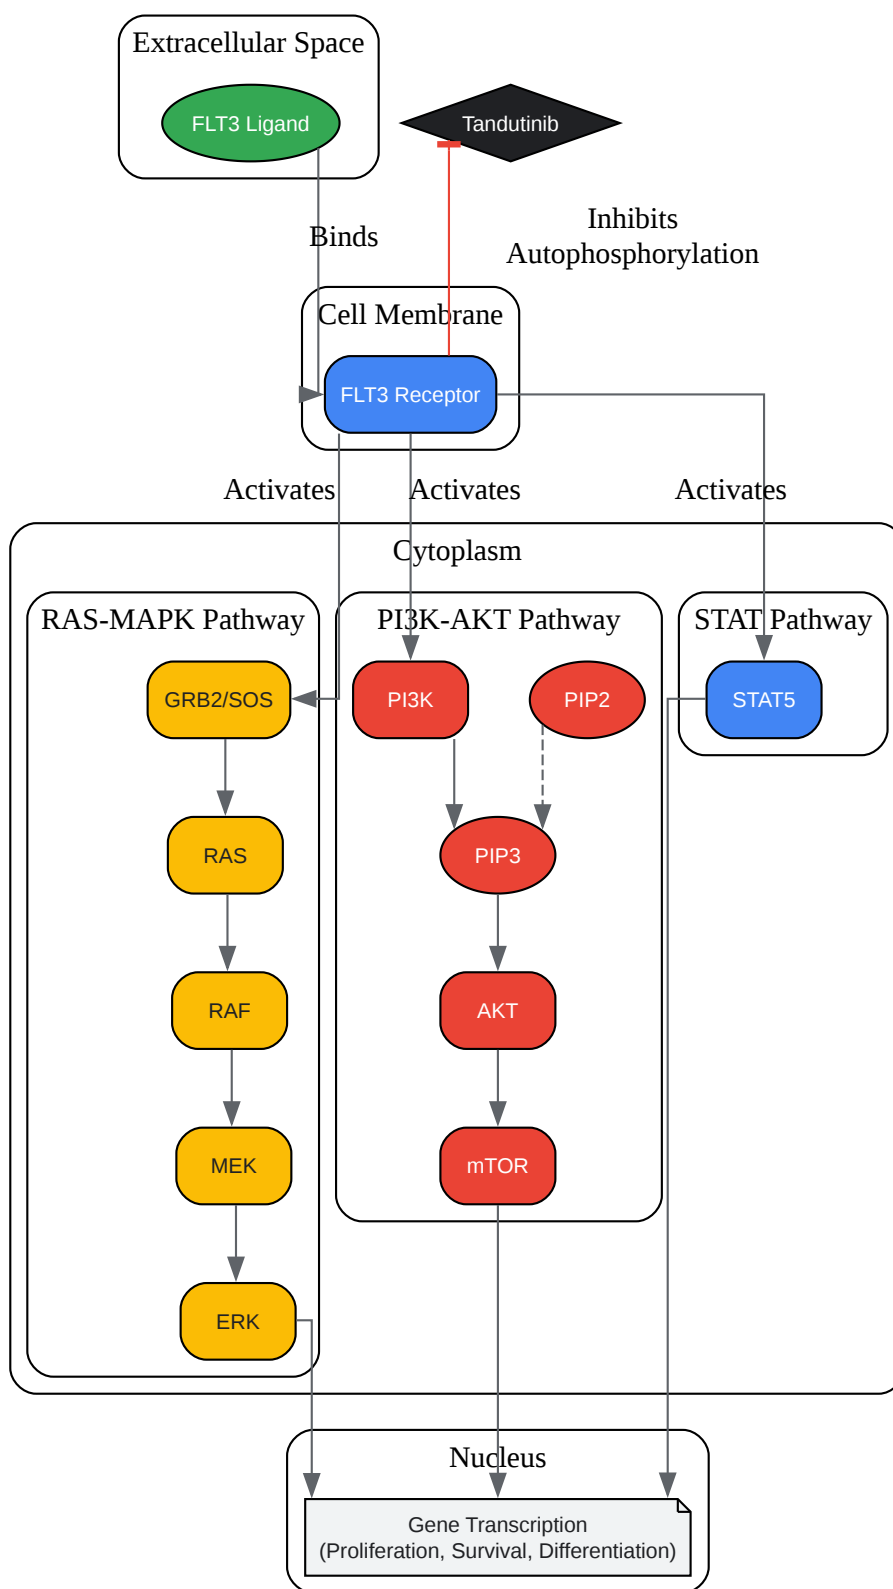 Extracellular Space
FLT3 Ligand
Tandutinib
Binds
Inhibits
Autophosphorylation
Cell Membrane
FLT3 Receptor
Activates
Activates
Activates
Cytoplasm
RAS-MAPK Pathway
PI3K-AKT Pathway
STAT Pathway
GRB2/SOS
PI3K
PIP2
STAT5
RAS
PIP3
RAF
AKT
MEK
mTOR
ERK
Nucleus
Gene Transcription
(Proliferation, Survival, Differentiation)